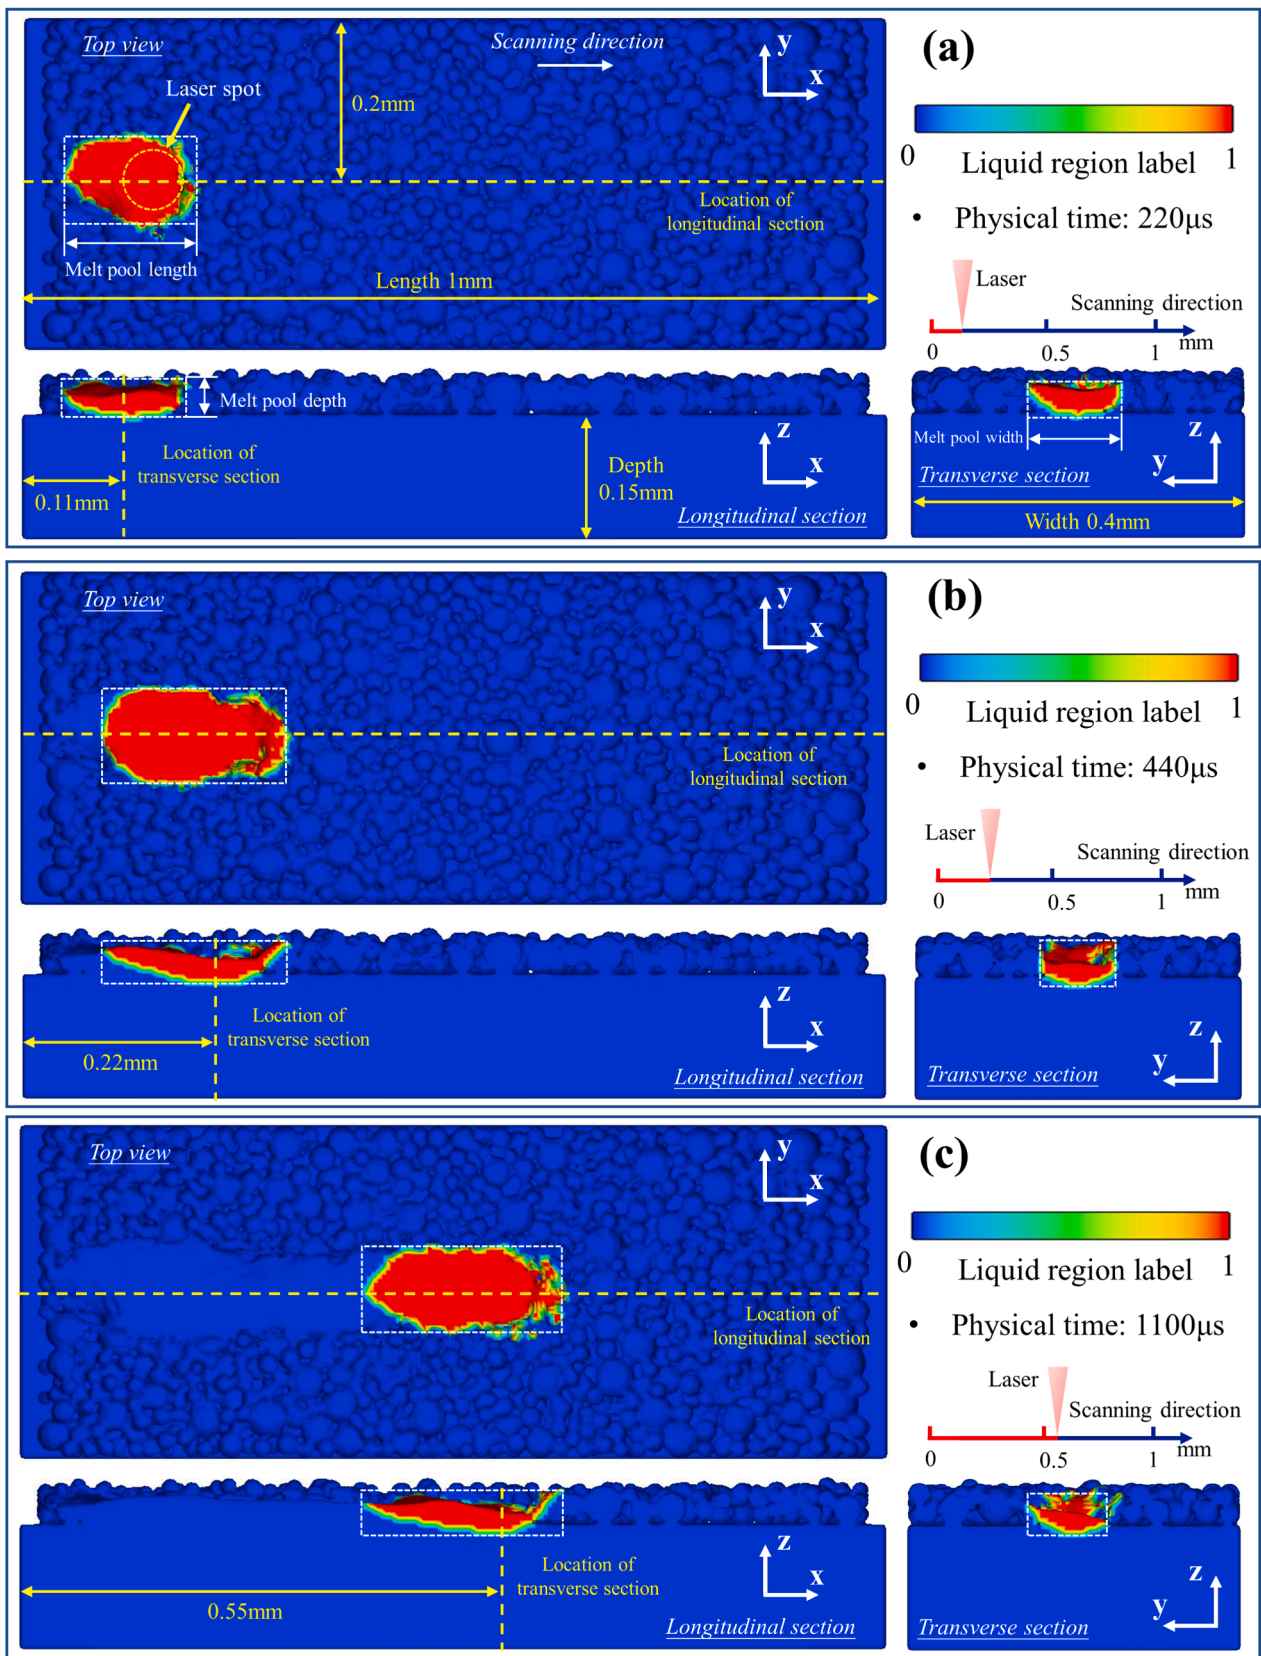 Top view
Scanning direction
y
x
(a)
Laser spot
0.2mm
0
1
Liquid region label
Location of
longitudinal section
• Physical time: 220μs
Melt pool length
Length 1mm
Laser
Scanning direction
0
0.5
1
mm
Melt pool depth
z
x
Location of
transverse section
Depth
0.15mm
0.11mm
Longitudinal section
Melt pool width
z
y
Transverse section
Width 0.4mm
Top view
y
x
(b)
0
1
Liquid region label
Location of
longitudinal section
• Physical time: 440μs
Laser
Scanning direction
0
0.5
1
mm
z
x
Location of
transverse section
0.22mm
Longitudinal section
z
y
Transverse section
Top view
y
x
(c)
0
1
Liquid region label
Location of
longitudinal section
• Physical time: 1100μs
Laser
Scanning direction
0
0.5
1
mm
z
x
Location of
transverse section
0.55mm
Longitudinal section
z
y
Transverse section